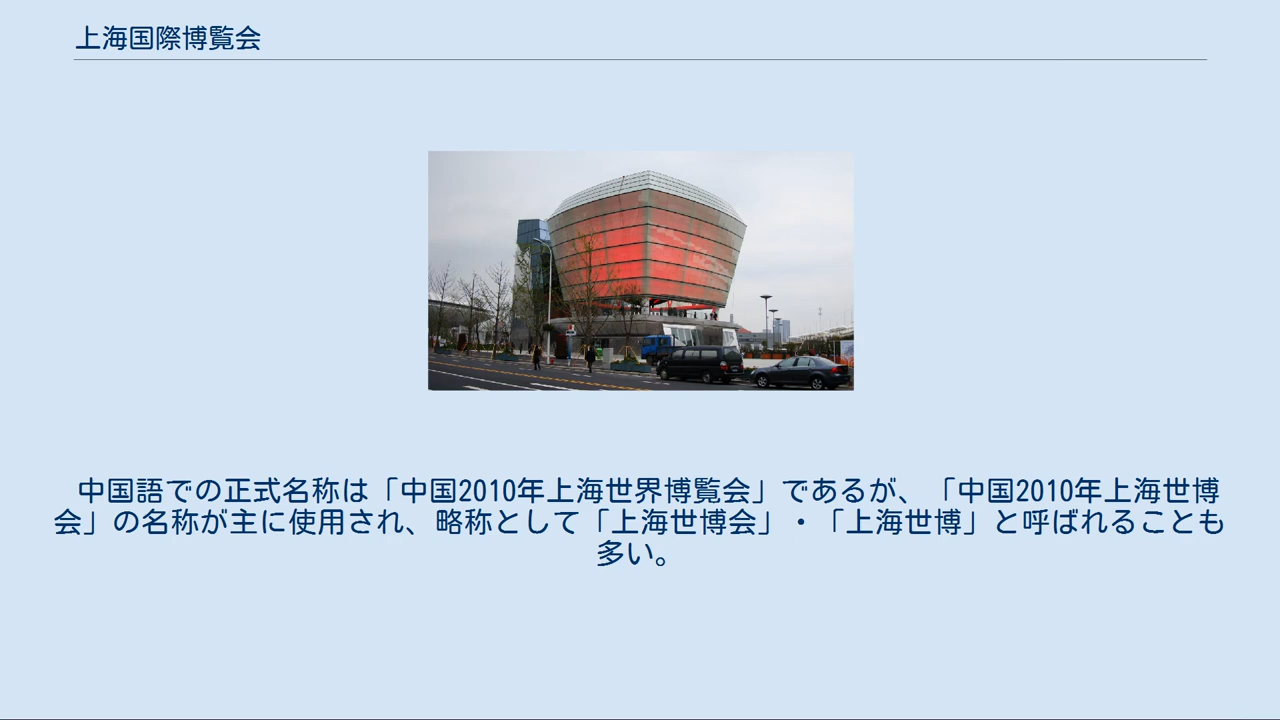 上海国際博覧会
中国語での正式名称は「中国2010年上海世界博覧会」であるが、「中国2010年上海世博
会」の名称が主に使用され、略称として「上海世博会」・「上海世博」と呼ばれることも
多い。